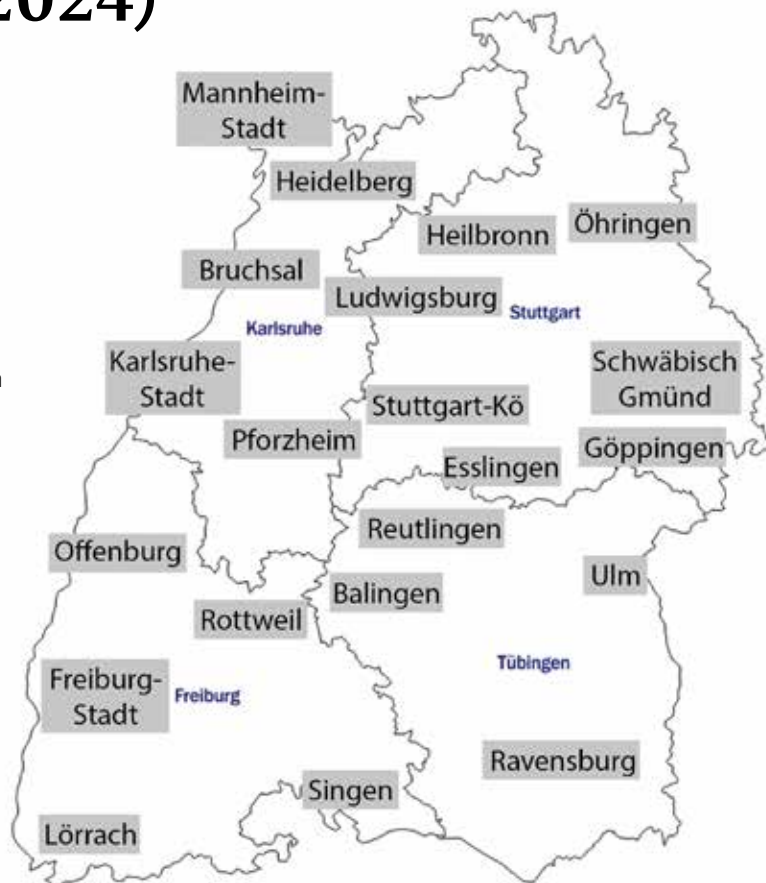 2024)
Mannheim-
Stadt
Heidelberg
Heilbronn
Öhringen
Bruchsal
Ludwigsburg
Stuttgart
Karlsruhe
Karlsruhe-
Stadt
Schwäbisch
Gmünd
Stuttgart-Kö
Pforzheim
Göppingen
Esslingen
Reutlingen
Offenburg
Ulm
Balingen
Rottweil
Tübingen
Freiburg-
Stadt
Freiburg
Ravensburg
Singen
Lörrach